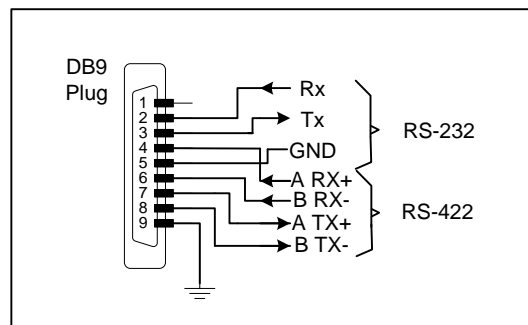 DB9
Plug
1
2
3
4
5
6
7
8
9
Rx
Tx
GND
A RX+
B RX-
A TX+
B TX-
RS-232
RS-422